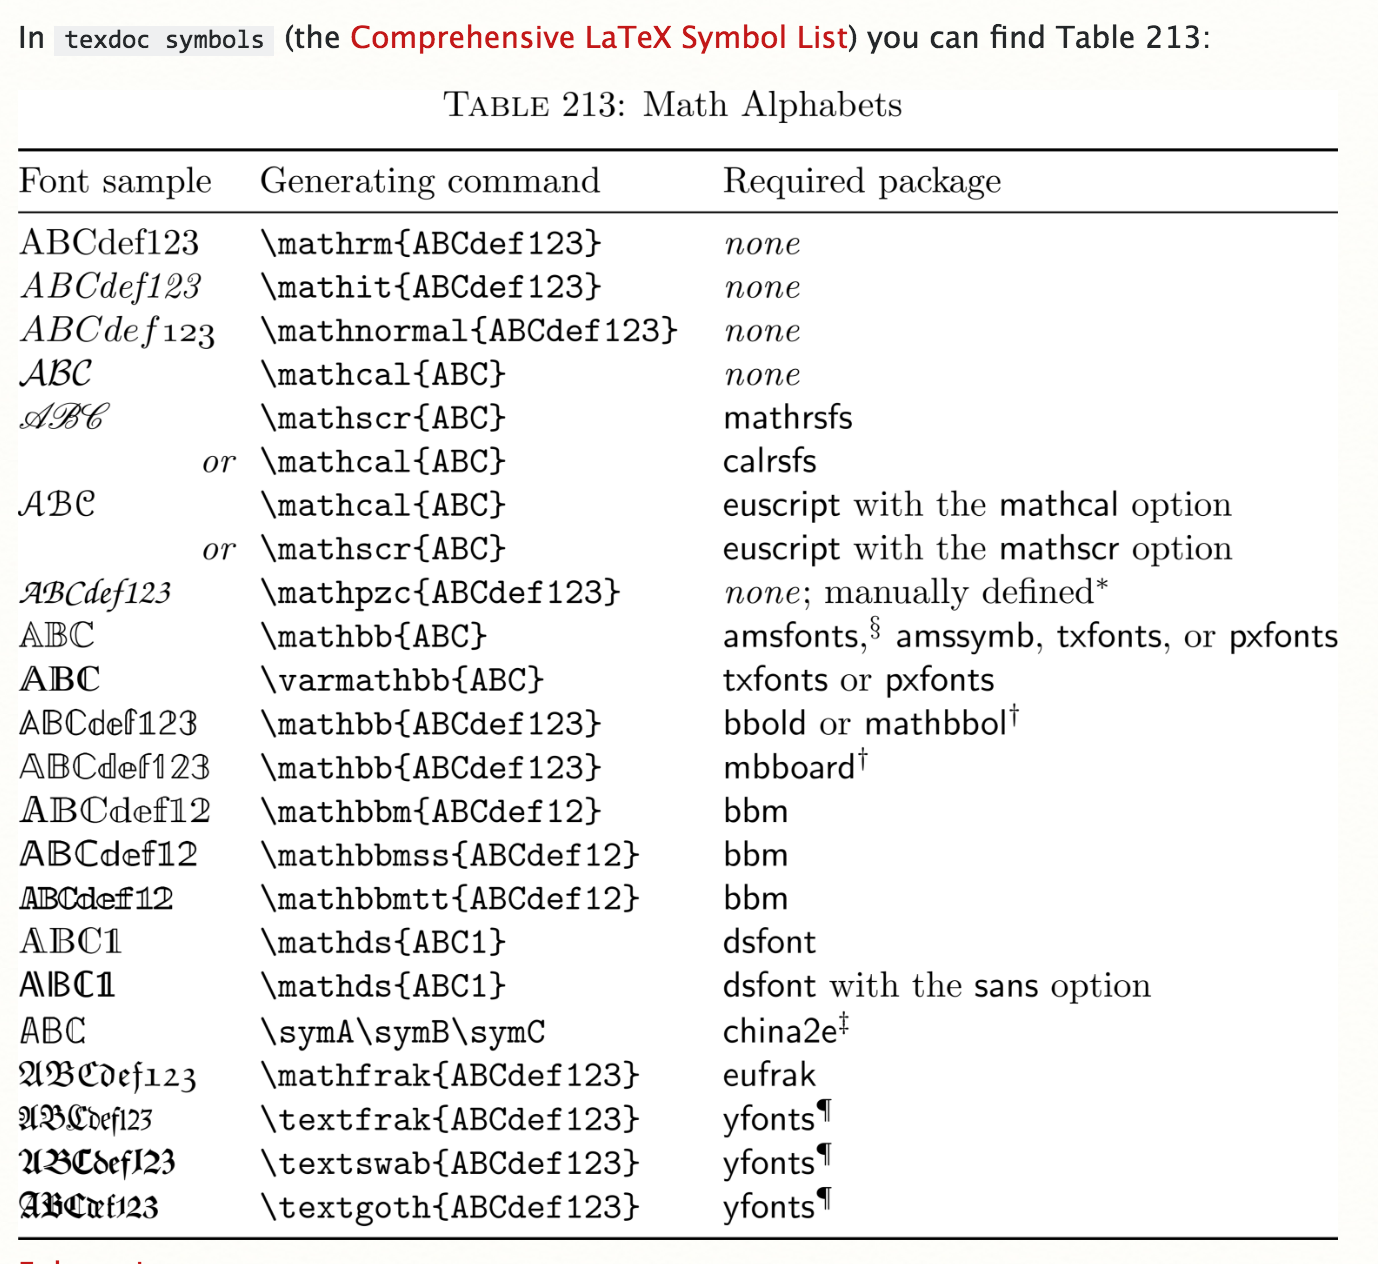 In texdoc symbols (the Comprehensive LaTeX Symbol List) you can find Table 213:
TABLE 213: Math Alphabets
Font sample Generating command Required package
ABCdef123 \mathrm{ABCdef123} none
ABCdef123 \mathit{ABCdef123} none
ABCdef123 \mathnormal{ABCdef123} none
ABC \mathcal{ABC} none
ABC \mathscr{ABC} mathrsfs
or \mathcal{ABC} calrsfs
ABC \mathcal{ABC} euscript with the mathcal option
or \mathscr{ABC} euscript with the mathscr option
ABCdef123 \mathpzc{ABCdef123} none; manually defined*
ABC \mathbb{ABC} amsfonts,§ amssymb, txfonts, or pxfonts
ABC \varmathbb{ABC} txfonts or pxfonts
ABCdef123 \mathbb{ABCdef123} bbold or mathbbol†
ABCdef123 \mathbb{ABCdef123} mbboard†
ABCdef12 \mathbbm{ABCdef12} bbm
ABCdef12 \mathbbmss{ABCdef12} bbm
ABCdef12 \mathbbmtt{ABCdef12} bbm
ABC1 \mathds{ABC1} dsfont
ABC1 \mathds{ABC1} dsfont with the sans option
ABC \symA\symB\symC china2e‡
ABCdef123 \mathfrak{ABCdef123} eufrak
ABCdef123 \textfrak{ABCdef123} yfonts¶
ABCdef123 \textswab{ABCdef123} yfonts¶
ABCdef123 \textgoth{ABCdef123} yfonts¶